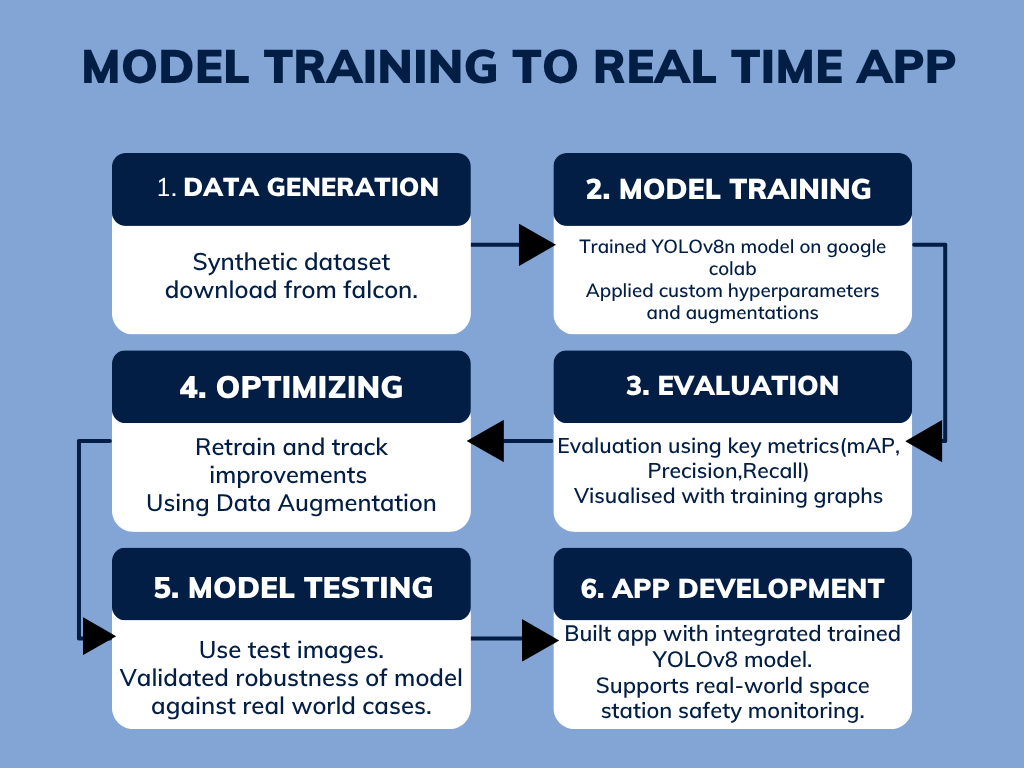 MODEL TRAINING TO REAL TIME APP
1. DATA GENERATION
Synthetic dataset
download from falcon.
2. MODEL TRAINING
Trained YOLOv8n model on google
colab
Applied custom hyperparameters
and augmentations
3. EVALUATION
Evaluation using key metrics(mAP,
Precision,Recall)
Visualised with training graphs
4. OPTIMIZING
Retrain and track
improvements
Using Data Augmentation
5. MODEL TESTING
Use test images.
Validated robustness of model
against real world cases.
6. APP DEVELOPMENT
Built app with integrated trained
YOLOv8 model.
Supports real-world space
station safety monitoring.